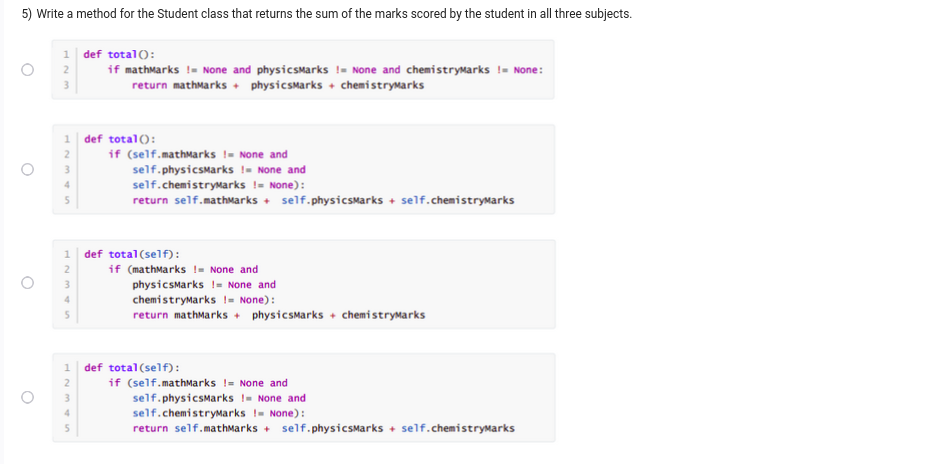 5) Write a method for the Student class that returns the sum of the marks scored by the student in all three subjects.
1 def total():
2     if mathMarks != None and physicsMarks != None and chemistryMarks != None:
3         return mathMarks +  physicsMarks + chemistryMarks
1 def total():
2     if (self.mathMarks != None and
3         self.physicsMarks != None and
4         self.chemistryMarks != None):
5         return self.mathMarks +  self.physicsMarks + self.chemistryMarks
1 def total(self):
2     if (mathMarks != None and
3         physicsMarks != None and
4         chemistryMarks != None):
5         return mathMarks +  physicsMarks + chemistryMarks
1 def total(self):
2     if (self.mathMarks != None and
3         self.physicsMarks != None and
4         self.chemistryMarks != None):
5         return self.mathMarks +  self.physicsMarks + self.chemistryMarks